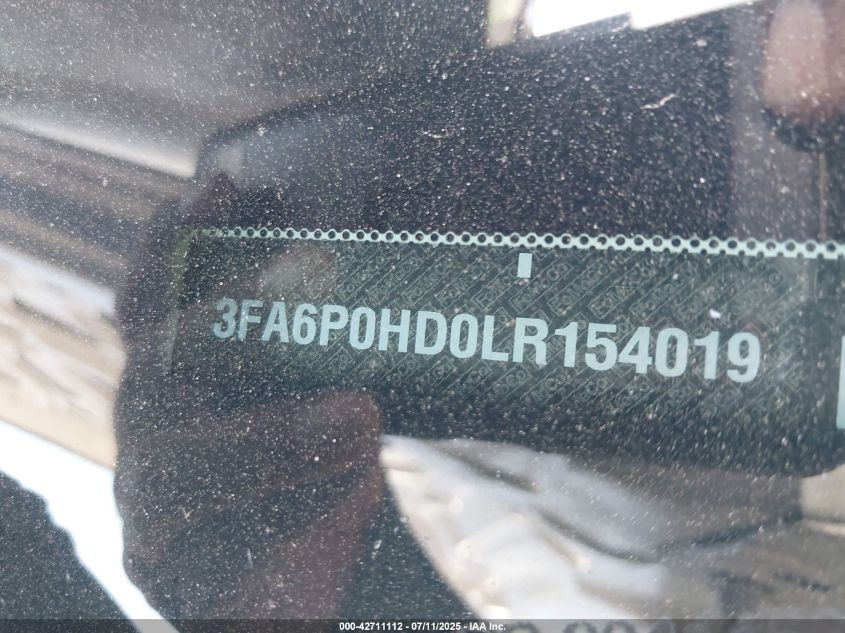 3FA6P0HD0LR154019
000-42711112 - 07/11/2025 - IAA Inc.